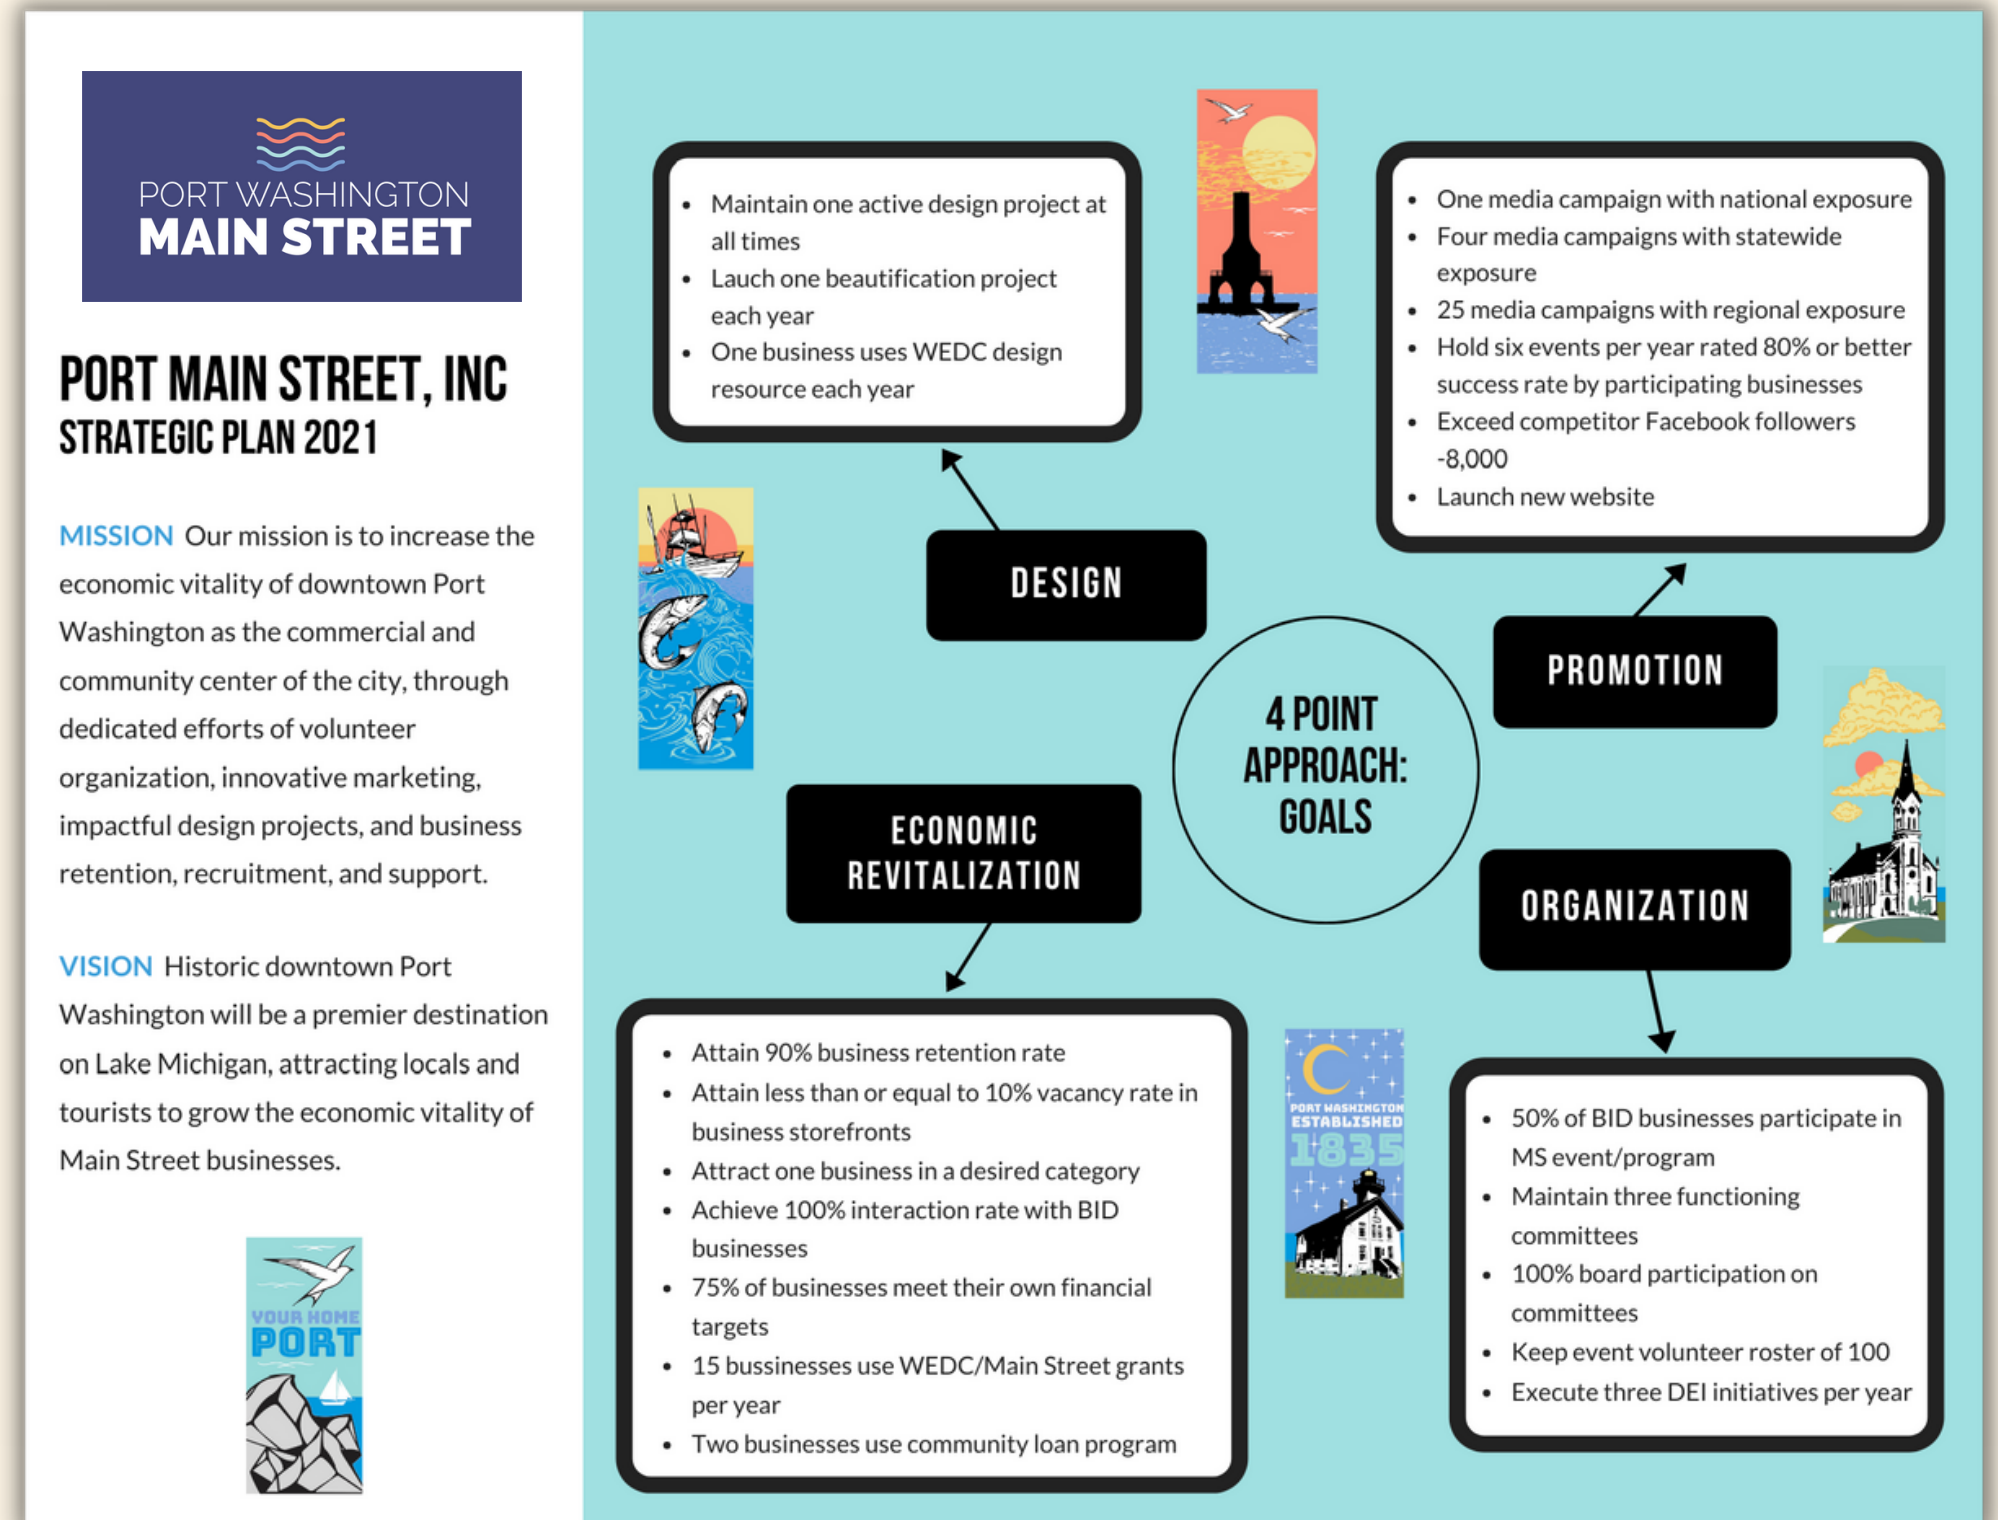 PORT WASHINGTON
MAIN STREET
PORT MAIN STREET, INC
STRATEGIC PLAN 2021
MISSION Our mission is to increase the
economic vitality of downtown Port
Washington as the commercial and
community center of the city, through
dedicated efforts of volunteer
organization, innovative marketing,
impactful design projects, and business
retention, recruitment, and support.
VISION Historic downtown Port
Washington will be a premier destination
on Lake Michigan, attracting locals and
tourists to grow the economic vitality of
Main Street businesses.
YOUR HOME
PORT
• Maintain one active design project at
all times
• Lauch one beautification project
each year
• One business uses WEDC design
resource each year
DESIGN
• One media campaign with national exposure
• Four media campaigns with statewide
exposure
• 25 media campaigns with regional exposure
• Hold six events per year rated 80% or better
success rate by participating businesses
• Exceed competitor Facebook followers
-8,000
• Launch new website
PROMOTION
4 POINT
APPROACH:
GOALS
ECONOMIC
REVITALIZATION
• Attain 90% business retention rate
• Attain less than or equal to 10% vacancy rate in
business storefronts
• Attract one business in a desired category
• Achieve 100% interaction rate with BID
businesses
• 75% of businesses meet their own financial
targets
• 15 bussinesses use WEDC/Main Street grants
per year
• Two businesses use community loan program
PORT WASHINGTON
ESTABLISHED
1835
ORGANIZATION
• 50% of BID businesses participate in
MS event/program
• Maintain three functioning
committees
• 100% board participation on
committees
• Keep event volunteer roster of 100
• Execute three DEI initiatives per year